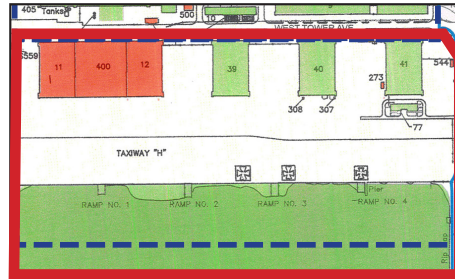 405 Tanks
500
10
WEST TOWER AVE
559
11 400 12
39
40
41
544
273
308 307
77
TAXIWAY "H"
Pier
RAMP NO. 1 RAMP NO. 2 RAMP NO. 3 RAMP NO. 4
Rip Rap